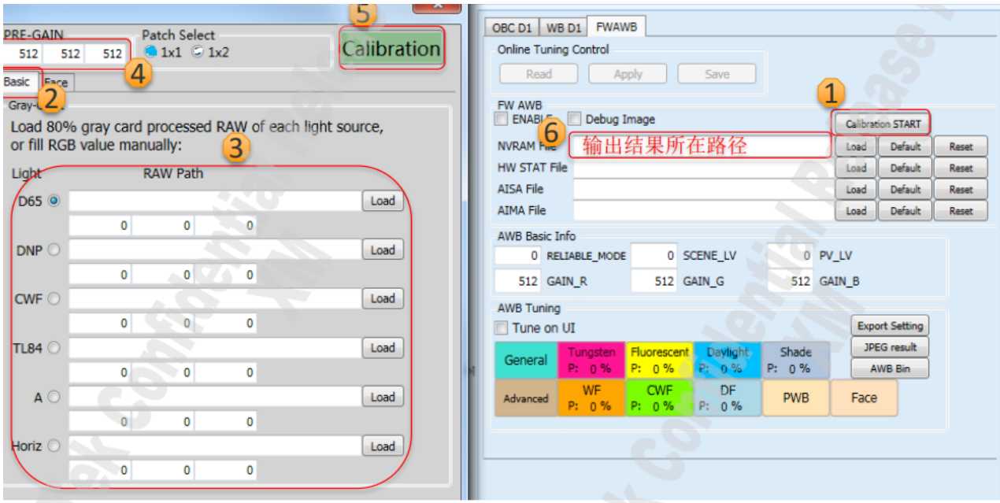 PRE-GAIN
512 512 512
4
Patch Select
1x1 1x2
5
Calibration
Basic Face
2
Gray-
Load 80% gray card processed RAW of each light source,
or fill RGB value manually:
3
Light RAW Path
D65 Load
0 0 0
DNP Load
0 0 0
CWF Load
0 0 0
TL84 Load
0 0 0
A Load
0 0 0
Horiz Load
0 0 0
OBC D1 WB D1 FWAWB
Online Tuning Control
Read Apply Save
1
FW AWB
ENABLE Debug Image Calibration START
6
NVRAM File 输出结果所在路径 Load Default Reset
HW STAT File Load Default Reset
AISA File Load Default Reset
AIMA File Load Default Reset
AWB Basic Info
0 RELIABLE_MODE 0 SCENE_LV 0 PV_LV
512 GAIN_R 512 GAIN_G 512 GAIN_B
AWB Tuning
Tune on UI Export Setting
JPEG result
AWB Bin
General Tungsten P: 0 % Fluorescent P: 0 % Daylight P: 0 % Shade P: 0 %
Advanced WF P: 0 % CWF P: 0 % DF P: 0 % PWB Face